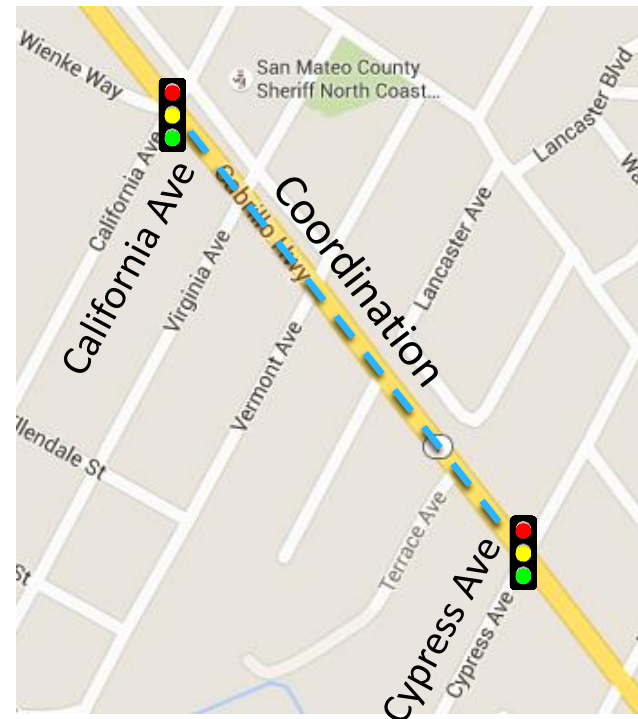 Wienke Way
San Mateo County
Sheriff North Coast...
Lancaster Blvd
California Ave
California Ave
Cabrillo Hwy
Coordination
Virginia Ave
Lancaster Ave
Vermont Ave
llendale St
St
Terrace Ave
Cypress Ave
Cypress Ave